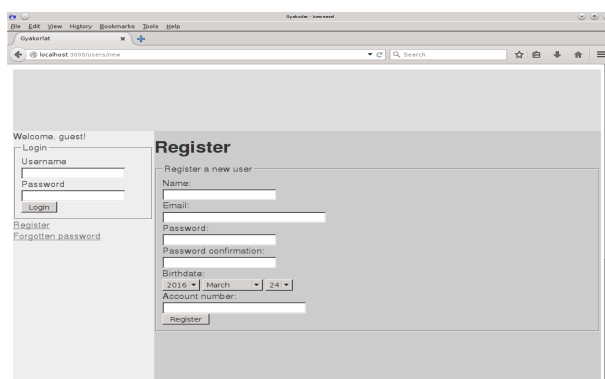 File Edit View History Bookmarks Tools Help
Gyakorlat
localhost:3000/users/new
Search
Welcome, guest!
Login
Username
Password
Login
Register
Forgotten password
Register
Register a new user
Name:
Email:
Password:
Password confirmation:
Birthdate:
2016 March 24
Account number:
Register